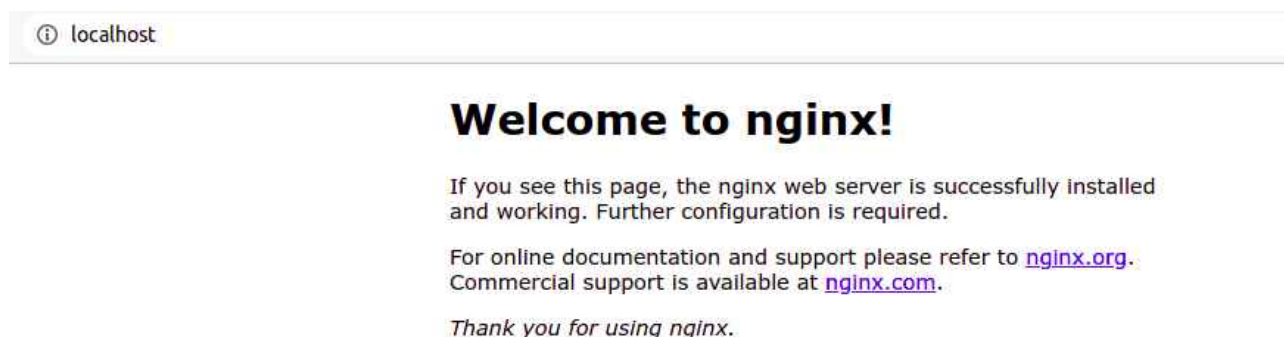 localhost
Welcome to nginx!
If you see this page, the nginx web server is successfully installed
and working. Further configuration is required.
For online documentation and support please refer to nginx.org.
Commercial support is available at nginx.com.
Thank you for using nginx.